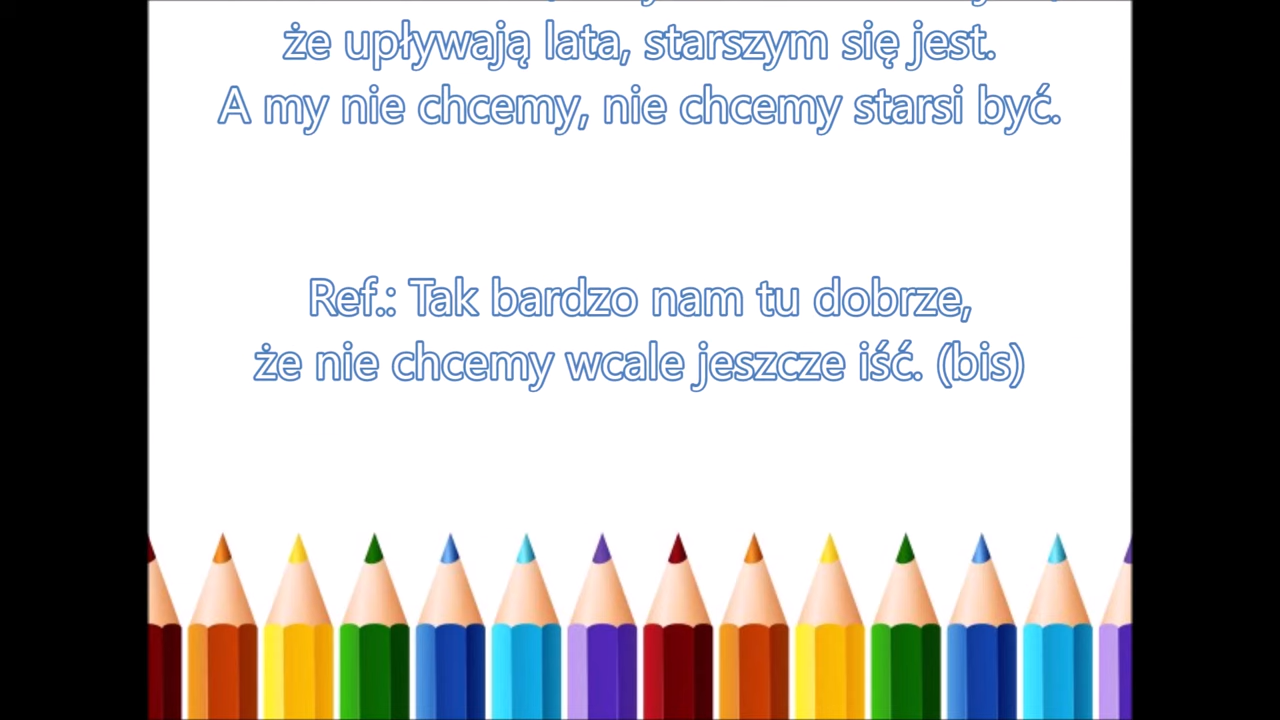 że upływają lata, starszym się jest.
A my nie chcemy, nie chcemy starsi być.
Ref.: Tak bardzo nam tu dobrze,
że nie chcemy wcale jeszcze iść. (bis)